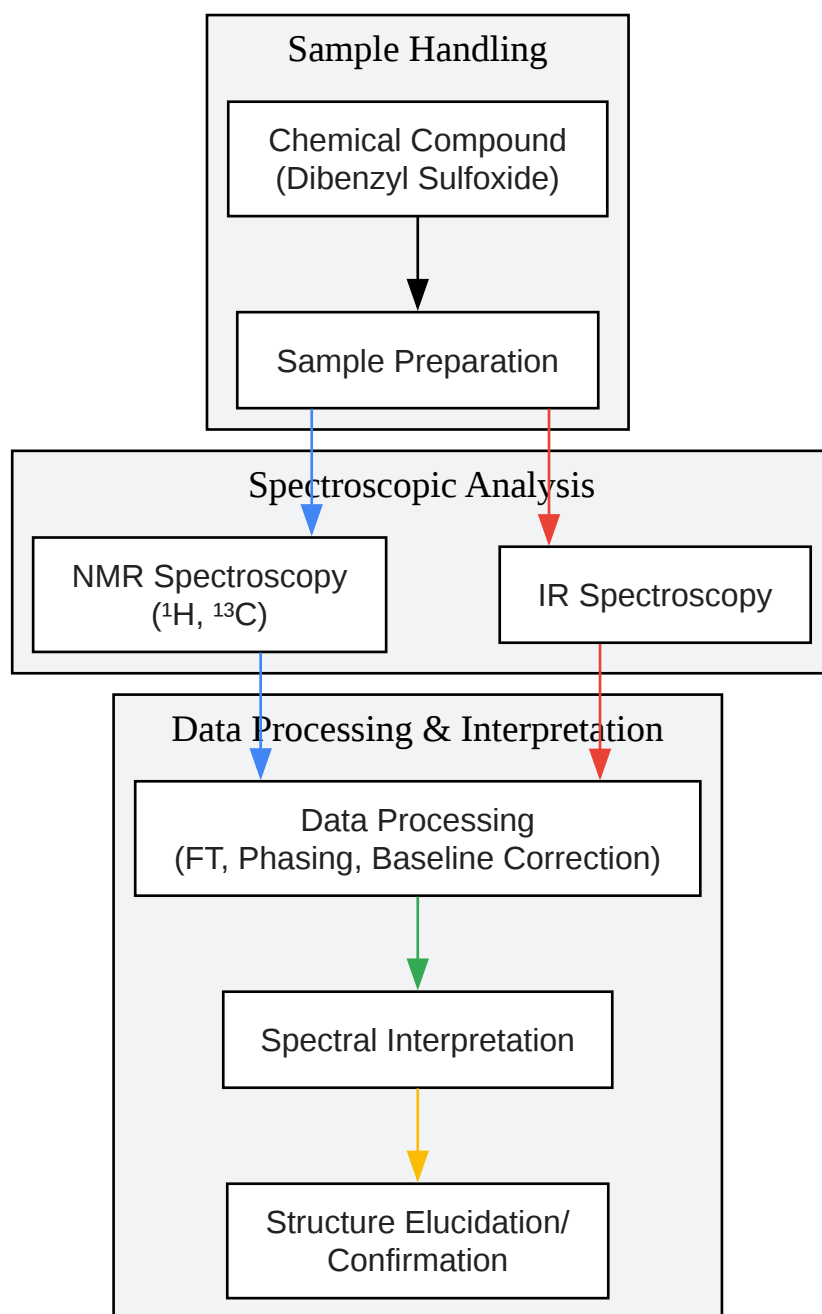 Sample Handling
Chemical Compound
(Dibenzyl Sulfoxide)
Sample Preparation
Spectroscopic Analysis
NMR Spectroscopy
(¹H, ¹³C)
IR Spectroscopy
Data Processing & Interpretation
Data Processing
(FT, Phasing, Baseline Correction)
Spectral Interpretation
Structure Elucidation/
Confirmation